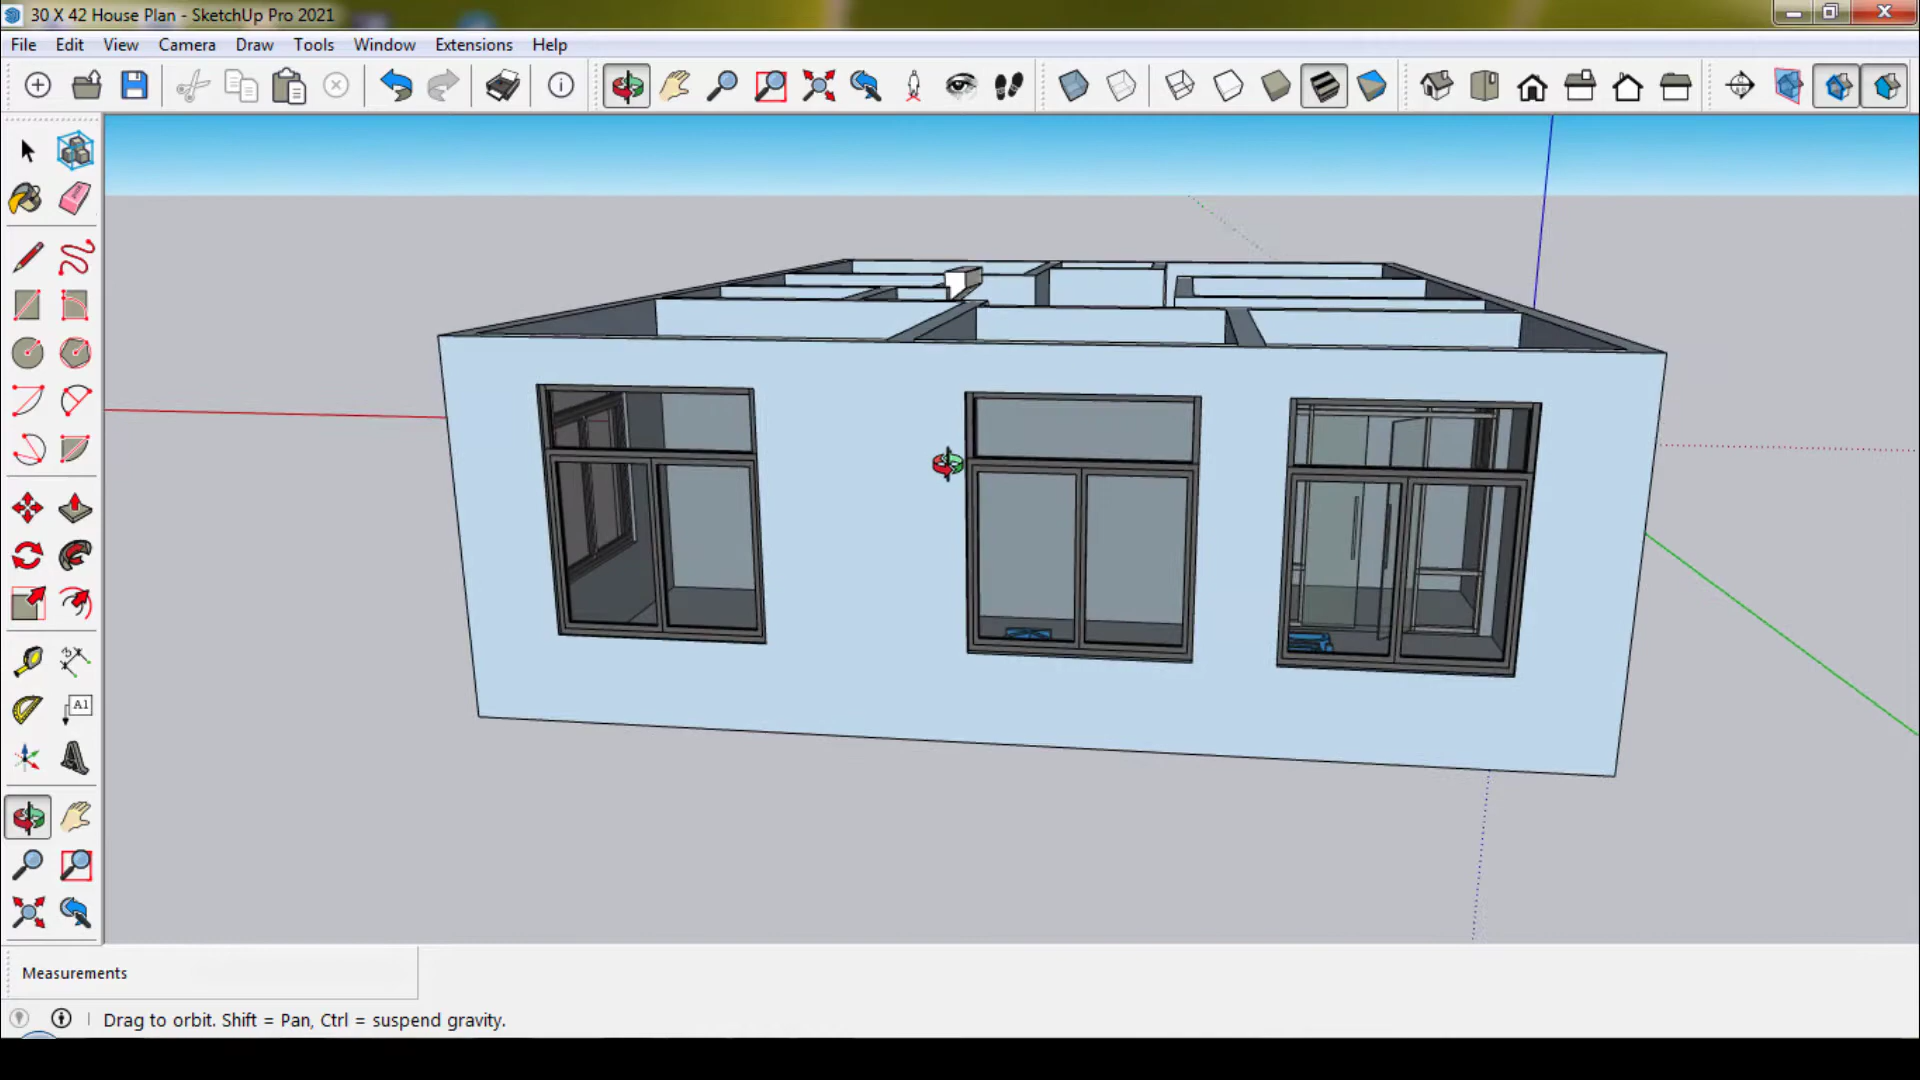 30 X 42 House Plan - SketchUp Pro 2021
File Edit View Camera Draw Tools Window Extensions Help
A1
Measurements
Drag to orbit. Shift = Pan, Ctrl = suspend gravity.